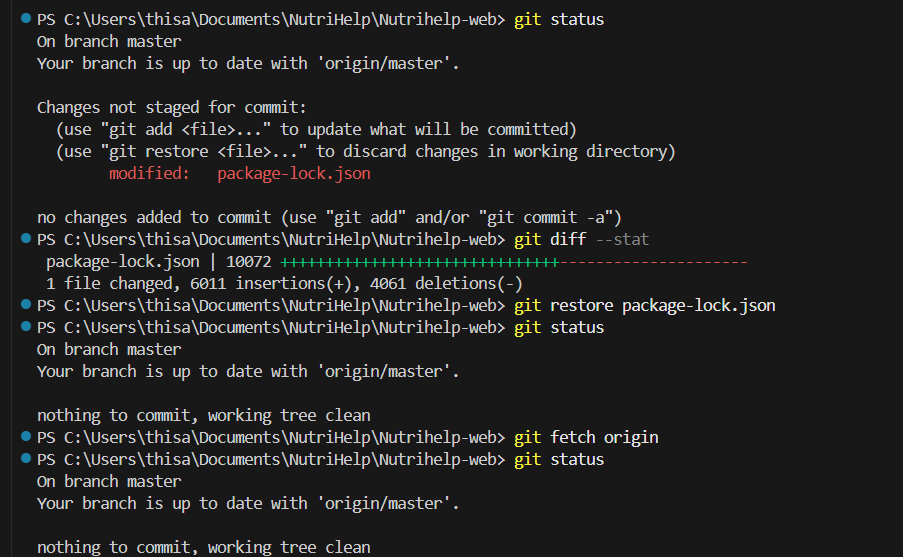 PS C:\Users\thisa\Documents\NutriHelp\Nutrihelp-web> git status
On branch master
Your branch is up to date with 'origin/master'.
Changes not staged for commit:
  (use "git add <file>..." to update what will be committed)
  (use "git restore <file>..." to discard changes in working directory)
        modified:   package-lock.json
no changes added to commit (use "git add" and/or "git commit -a")
PS C:\Users\thisa\Documents\NutriHelp\Nutrihelp-web> git diff --stat
 package-lock.json | 10072 +++++++++++++++++++++++++++++++---------------------
 1 file changed, 6011 insertions(+), 4061 deletions(-)
PS C:\Users\thisa\Documents\NutriHelp\Nutrihelp-web> git restore package-lock.json
PS C:\Users\thisa\Documents\NutriHelp\Nutrihelp-web> git status
On branch master
Your branch is up to date with 'origin/master'.
nothing to commit, working tree clean
PS C:\Users\thisa\Documents\NutriHelp\Nutrihelp-web> git fetch origin
PS C:\Users\thisa\Documents\NutriHelp\Nutrihelp-web> git status
On branch master
Your branch is up to date with 'origin/master'.
nothing to commit, working tree clean